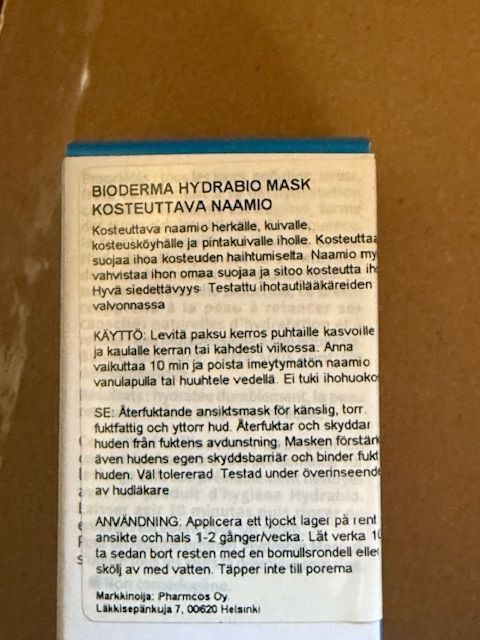 BIODERMA HYDRABIO MASK
KOSTEUTTAVA NAAMIO
Kosteuttava naamio herkälle, kuivalle,
kosteusköyhälle ja pintakuivalle iholle. Kosteuttaa
suojaa ihoa kosteuden haihtumiselta. Naamio my
vahvistaa ihon omaa suojaa ja sitoo kosteutta iho
Hyvä siedettävyys Testattu ihotautilääkäreiden
valvonnassa
KÄYTTÖ: Levitä paksu kerros puhtaille kasvoille
ja kaulalle kerran tai kahdesti viikossa. Anna
vaikuttaa 10 min ja poista imeytymätön naamio
vanulapulla tai huuhtele vedellä. Ei tuki ihohuokos
SE: Återfuktande ansiktsmask för känslig, torr.
fuktfattig och yttorr hud. Återfuktar och skyddar
huden från fuktens avdunstning. Masken förstärk
även hudens egen skyddsbarriär och binder fukt
huden. Väl tolererad Testad under överinseende
av hudläkare
ANVÄNDNING: Applicera ett tjockt lager på rent
ansikte och hals 1-2 gånger/vecka. Låt verka 10
ta sedan bort resten med en bomullsrondell eller
skölj av med vatten. Täpper inte till porerna
Markkinoija: Pharmcos Oy
Läkkisepänkuja 7, 00620 Helsinki